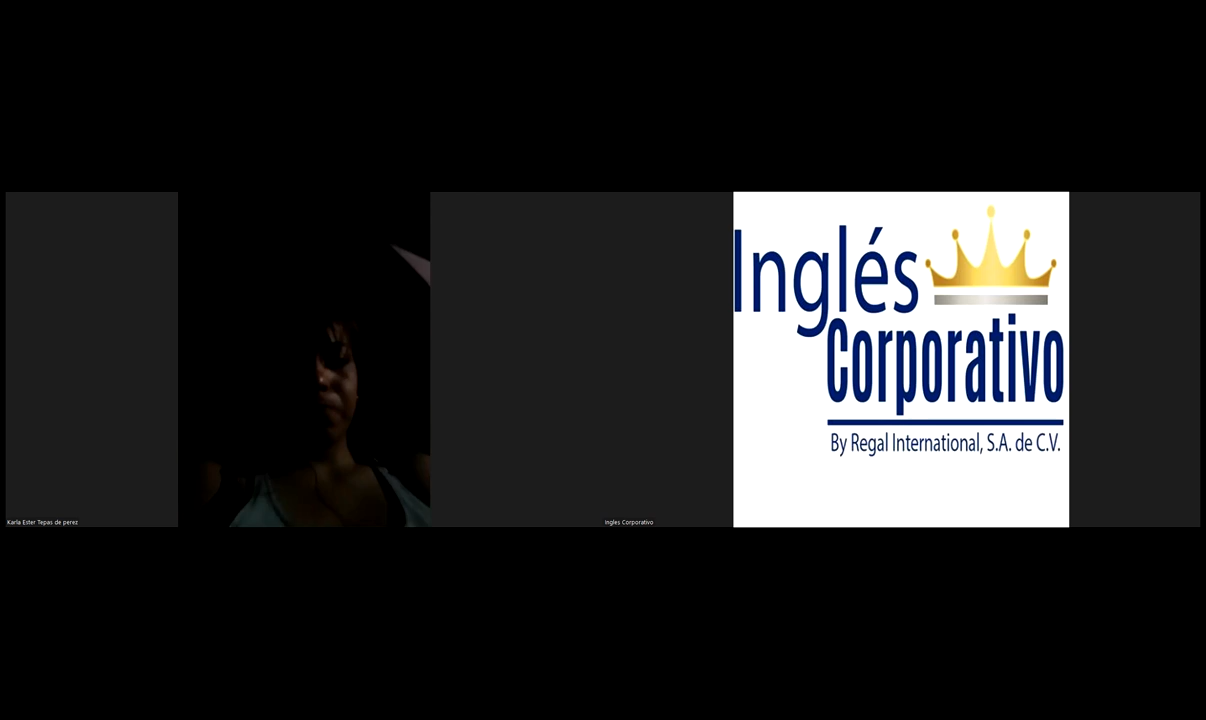 Inglés
Corporativo
By Regal International, S.A. de C.V.
Karla Ester Tepas de perez
Ingles Corporativo